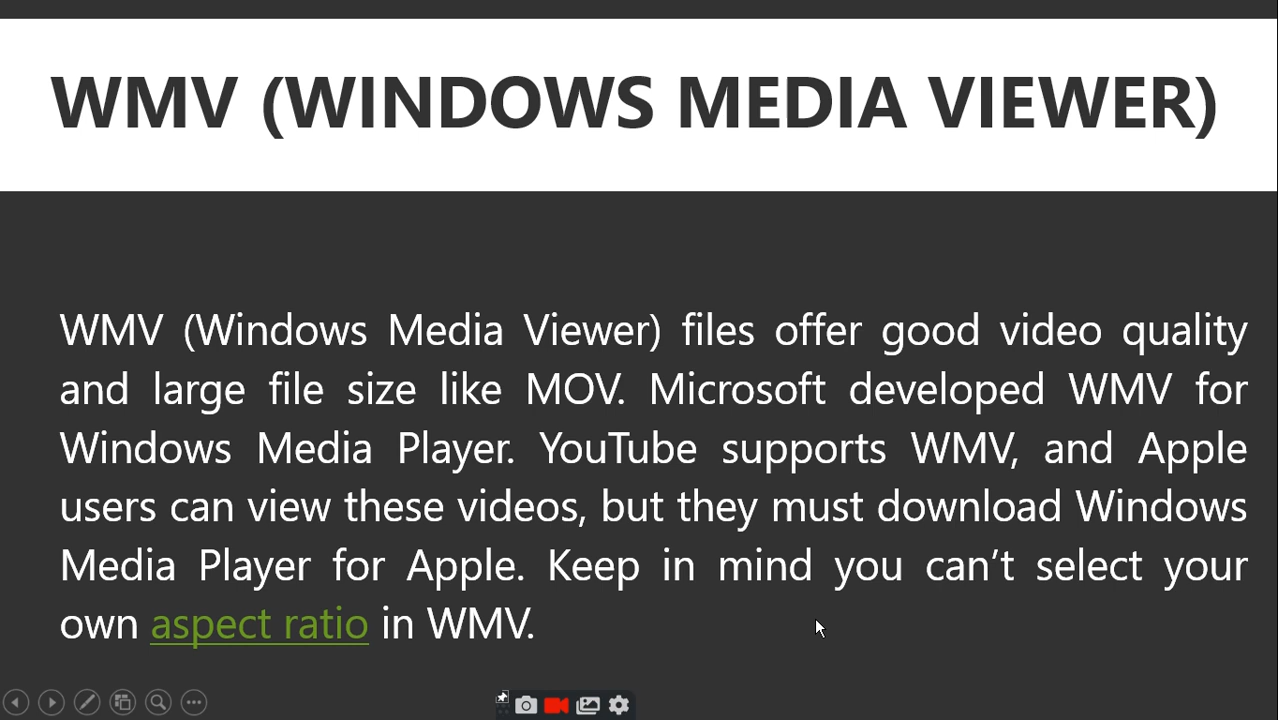 WMV (WINDOWS MEDIA VIEWER)
WMV (Windows Media Viewer) files offer good video quality
and large file size like MOV. Microsoft developed WMV for
Windows Media Player. YouTube supports WMV, and Apple
users can view these videos, but they must download Windows
Media Player for Apple. Keep in mind you can’t select your
own aspect ratio in WMV.